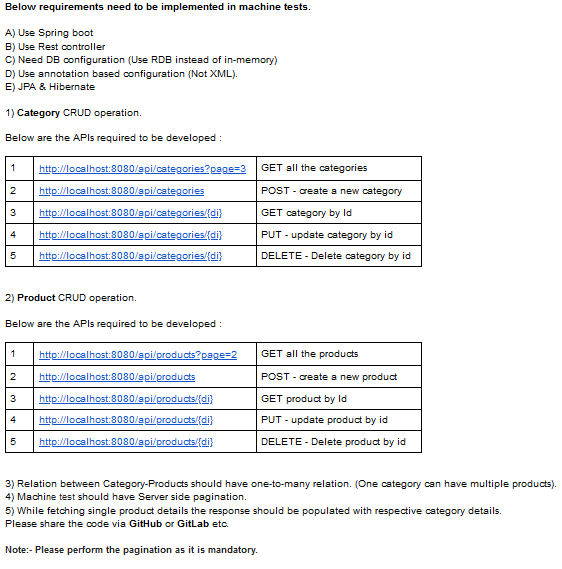 Below requirements need to be implemented in machine tests.
A) Use Spring boot
B) Use Rest controller
C) Need DB configuration (Use RDB instead of in-memory)
D) Use annotation based configuration (Not XML).
E) JPA & Hibernate
1) Category CRUD operation.
Below are the APIs required to be developed :
1 http://localhost:8080/api/categories?page=3 GET all the categories
2 http://localhost:8080/api/categories POST - create a new category
3 http://localhost:8080/api/categories/{di} GET category by Id
4 http://localhost:8080/api/categories/{di} PUT - update category by id
5 http://localhost:8080/api/categories/{di} DELETE - Delete category by id
2) Product CRUD operation.
Below are the APIs required to be developed :
1 http://localhost:8080/api/products?page=2 GET all the products
2 http://localhost:8080/api/products POST - create a new product
3 http://localhost:8080/api/products/{di} GET product by Id
4 http://localhost:8080/api/products/{di} PUT - update product by id
5 http://localhost:8080/api/products/{di} DELETE - Delete product by id
3) Relation between Category-Products should have one-to-many relation. (One category can have multiple products).
4) Machine test should have Server side pagination.
5) While fetching single product details the response should be populated with respective category details.
Please share the code via GitHub or GitLab etc.
Note:- Please perform the pagination as it is mandatory.